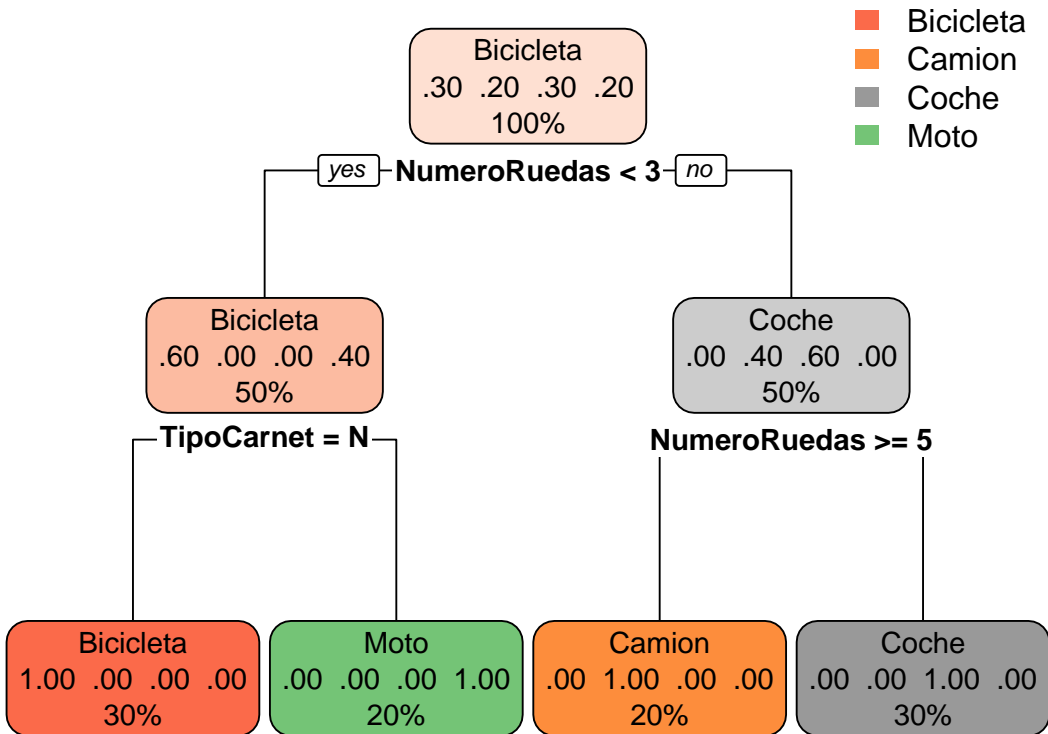 Bicicleta
.30 .20 .30 .20
100%
Bicicleta
Camion
Coche
Moto
yes NumeroRuedas < 3 no
Bicicleta
.60 .00 .00 .40
50%
Coche
.00 .40 .60 .00
50%
TipoCarnet = N
NumeroRuedas >= 5
Bicicleta
1.00 .00 .00 .00
30%
Moto
.00 .00 .00 1.00
20%
Camion
.00 1.00 .00 .00
20%
Coche
.00 .00 1.00 .00
30%